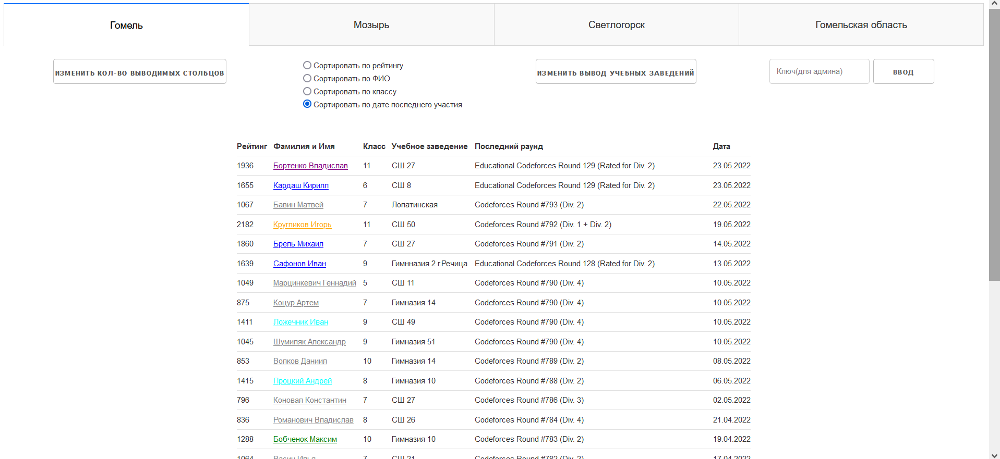 Гомель Мозырь Светлогорск Гомельская область
ИЗМЕНИТЬ КОЛ-ВО ВЫВОДИМЫХ СТОЛБЦОВ
Сортировать по рейтингу
Сортировать по ФИО
Сортировать по классу
Сортировать по дате последнего участия
ИЗМЕНИТЬ ВЫВОД УЧЕБНЫХ ЗАВЕДЕНИЙ
Ключ(для админа) ВВОД
Рейтинг Фамилия и Имя Класс Учебное заведение Последний раунд Дата
1936 Бортенко Владислав 11 СШ 27 Educational Codeforces Round 129 (Rated for Div. 2) 23.05.2022
1655 Кардаш Кирилл 6 СШ 8 Educational Codeforces Round 129 (Rated for Div. 2) 23.05.2022
1067 Бавин Матвей 7 Лопатинская Codeforces Round #793 (Div. 2) 22.05.2022
2182 Кругликов Игорь 11 СШ 50 Codeforces Round #792 (Div. 1 + Div. 2) 19.05.2022
1860 Брель Михаил 7 СШ 27 Codeforces Round #791 (Div. 2) 14.05.2022
1639 Сафонов Иван 9 Гимнназия 2 г.Речица Educational Codeforces Round 128 (Rated for Div. 2) 13.05.2022
1049 Марцинкевич Геннадий 5 СШ 11 Codeforces Round #790 (Div. 4) 10.05.2022
875 Коцур Артем 7 Гимназия 14 Codeforces Round #790 (Div. 4) 10.05.2022
1411 Ложечник Иван 9 СШ 49 Codeforces Round #790 (Div. 4) 10.05.2022
1045 Шумиляк Александр 9 Гимназия 51 Codeforces Round #790 (Div. 4) 10.05.2022
853 Волков Даниил 10 Гимназия 14 Codeforces Round #789 (Div. 2) 08.05.2022
1415 Процкий Андрей 8 Гимназия 10 Codeforces Round #788 (Div. 2) 06.05.2022
796 Коновал Константин 7 СШ 27 Codeforces Round #786 (Div. 3) 02.05.2022
836 Романович Владислав 8 СШ 26 Codeforces Round #784 (Div. 4) 21.04.2022
1288 Бобченок Максим 10 Гимназия 10 Codeforces Round #783 (Div. 2) 19.04.2022
1064 Васин Илья 7 СШ 21 Codeforces Round #782 (Div. 2) 17.04.2022